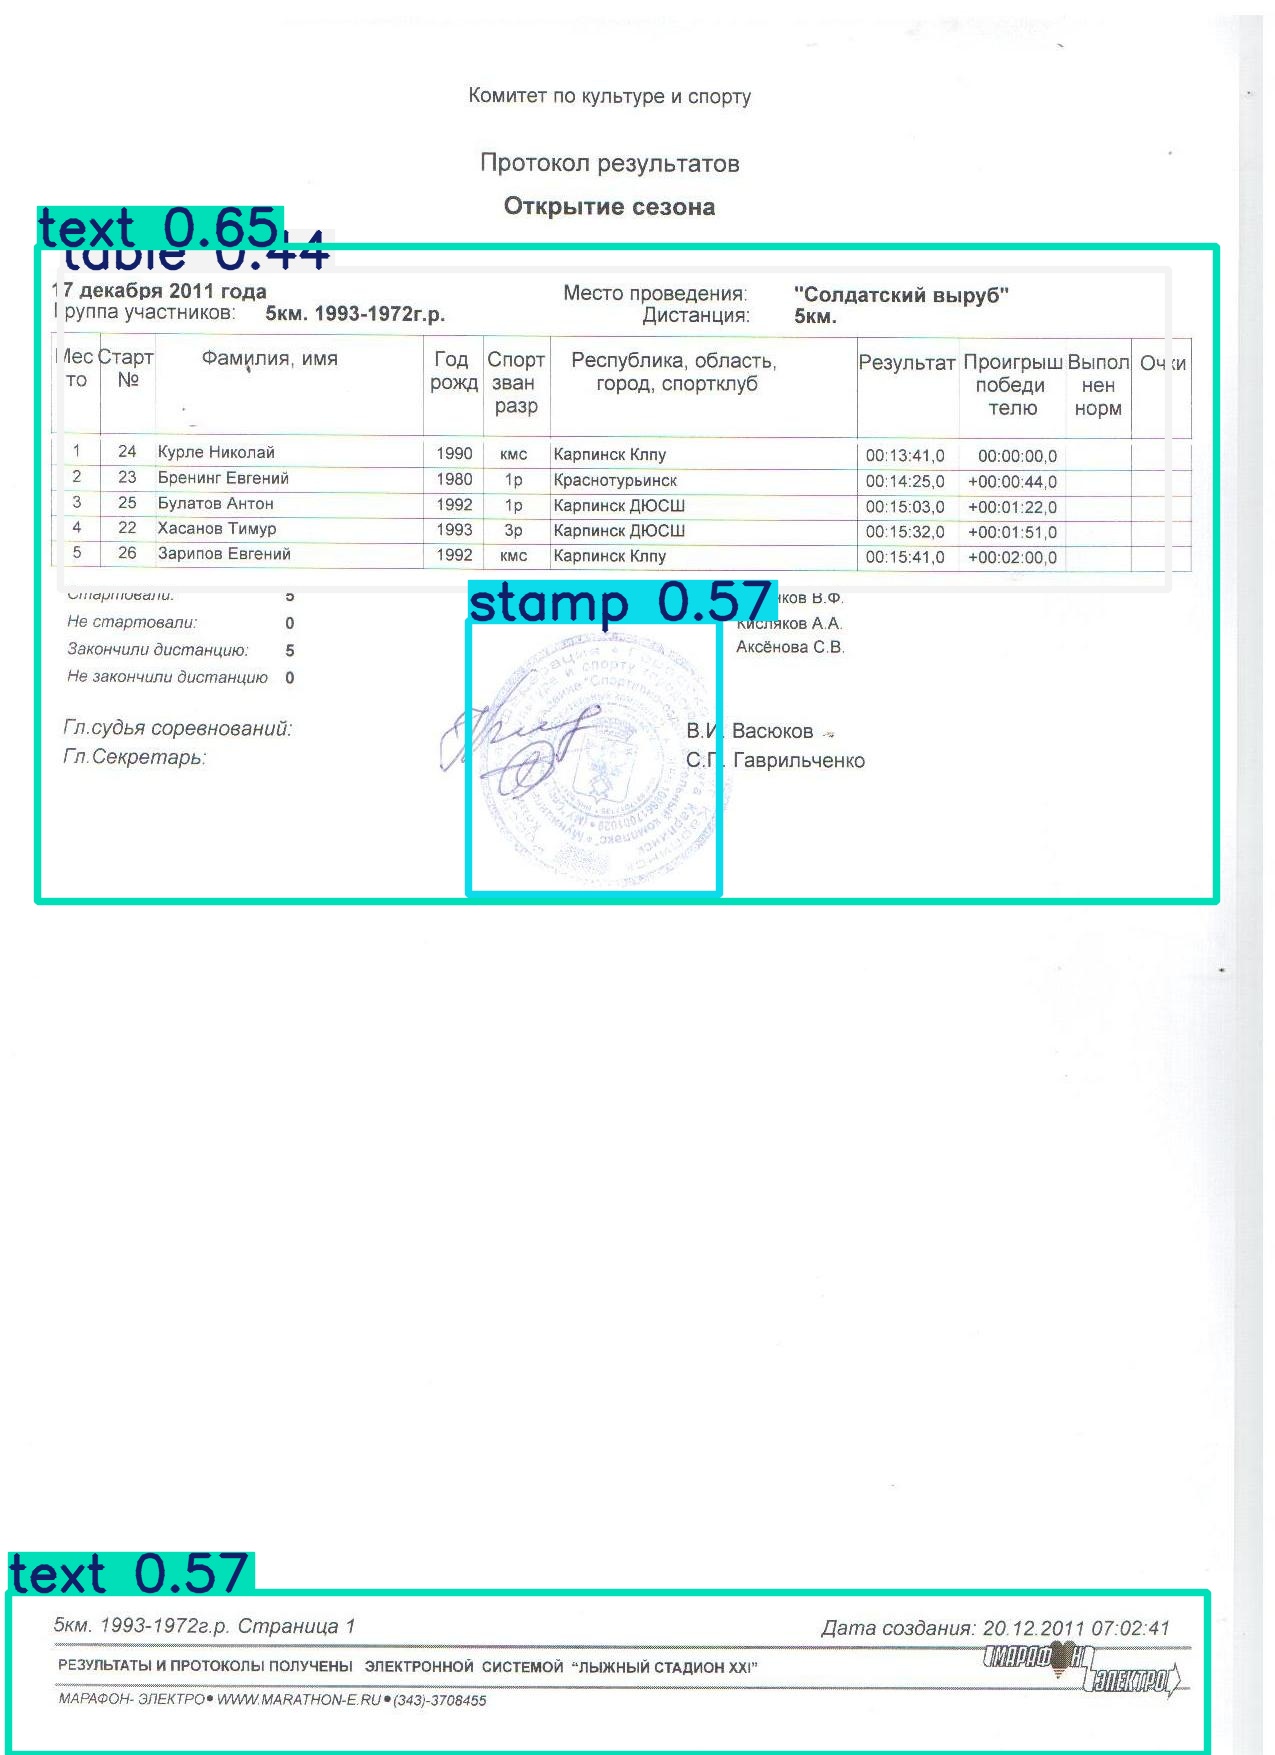 Комитет по культуре и спорту
Протокол результатов
Открытие сезона
text 0.65
table 0.44
17 декабря 2011 года Место проведения: "Солдатский выруб"
Группа участников: 5км. 1993-1972г.р. Дистанция: 5км.
Мес то Старт № Фамилия, имя Год рожд Спорт зван разр Республика, область, город, спортклуб Результат Проигрыш победи телю Выпол нен норм Очки
1 24 Курле Николай 1990 кмс Карпинск Клпу 00:13:41,0 00:00:00,0
2 23 Бренинг Евгений 1980 1р Краснотурьинск 00:14:25,0 +00:00:44,0
3 25 Булатов Антон 1992 1р Карпинск ДЮСШ 00:15:03,0 +00:01:22,0
4 22 Хасанов Тимур 1993 3р Карпинск ДЮСШ 00:15:32,0 +00:01:51,0
5 26 Зарипов Евгений 1992 кмс Карпинск Клпу 00:15:41,0 +00:02:00,0
stamp 0.57
Стартовали: 5 В.Ф.
Не стартовали: 0 Кисляков А.А.
Закончили дистанцию: 5 Аксёнова С.В.
Не закончили дистанцию 0
Гл.судья соревнований: В.И. Васюков
Гл.Секретарь: С.П. Гаврильченко
text 0.57
5км. 1993-1972г.р. Страница 1 Дата создания: 20.12.2011 07:02:41
РЕЗУЛЬТАТЫ И ПРОТОКОЛЫ ПОЛУЧЕНЫ ЭЛЕКТРОННОЙ СИСТЕМОЙ “ЛЫЖНЫЙ СТАДИОН XXI”
МАРАФОН ЭЛЕКТРО
МАРАФОН- ЭЛЕКТРО• WWW.MARATHON-E.RU • (343)-3708455